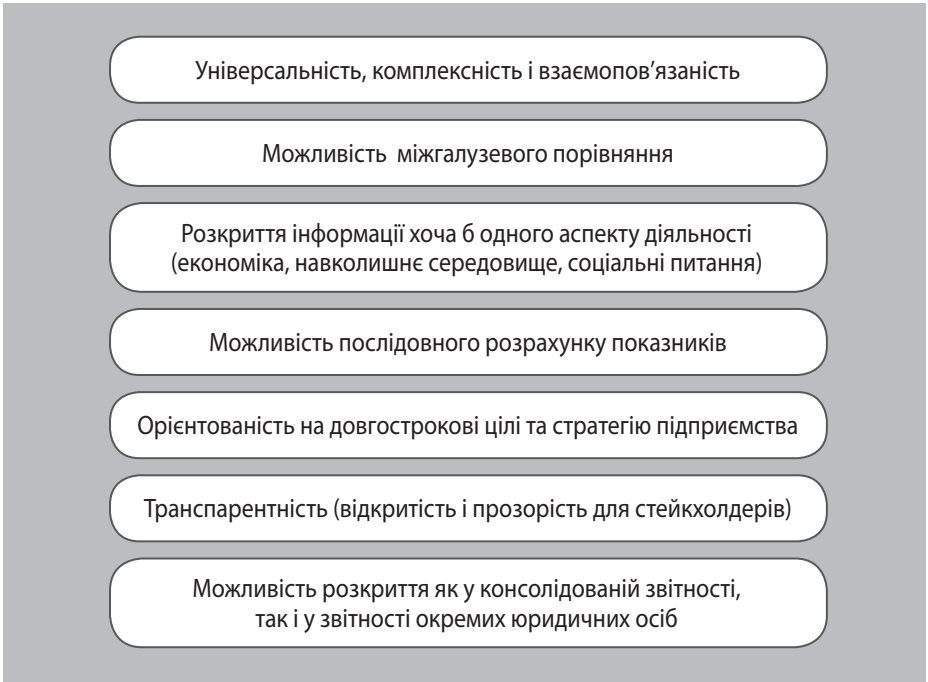 Універсальність, комплексність і взаємопов’язаність
Можливість міжгалузевого порівняння
Розкриття інформації хоча б одного аспекту діяльності
(економіка, навколишнє середовище, соціальні питання)
Можливість послідовного розрахунку показників
Орієнтованість на довгострокові цілі та стратегію підприємства
Транспарентність (відкритість і прозорість для стейкхолдерів)
Можливість розкриття як у консолідованій звітності,
так і у звітності окремих юридичних осіб